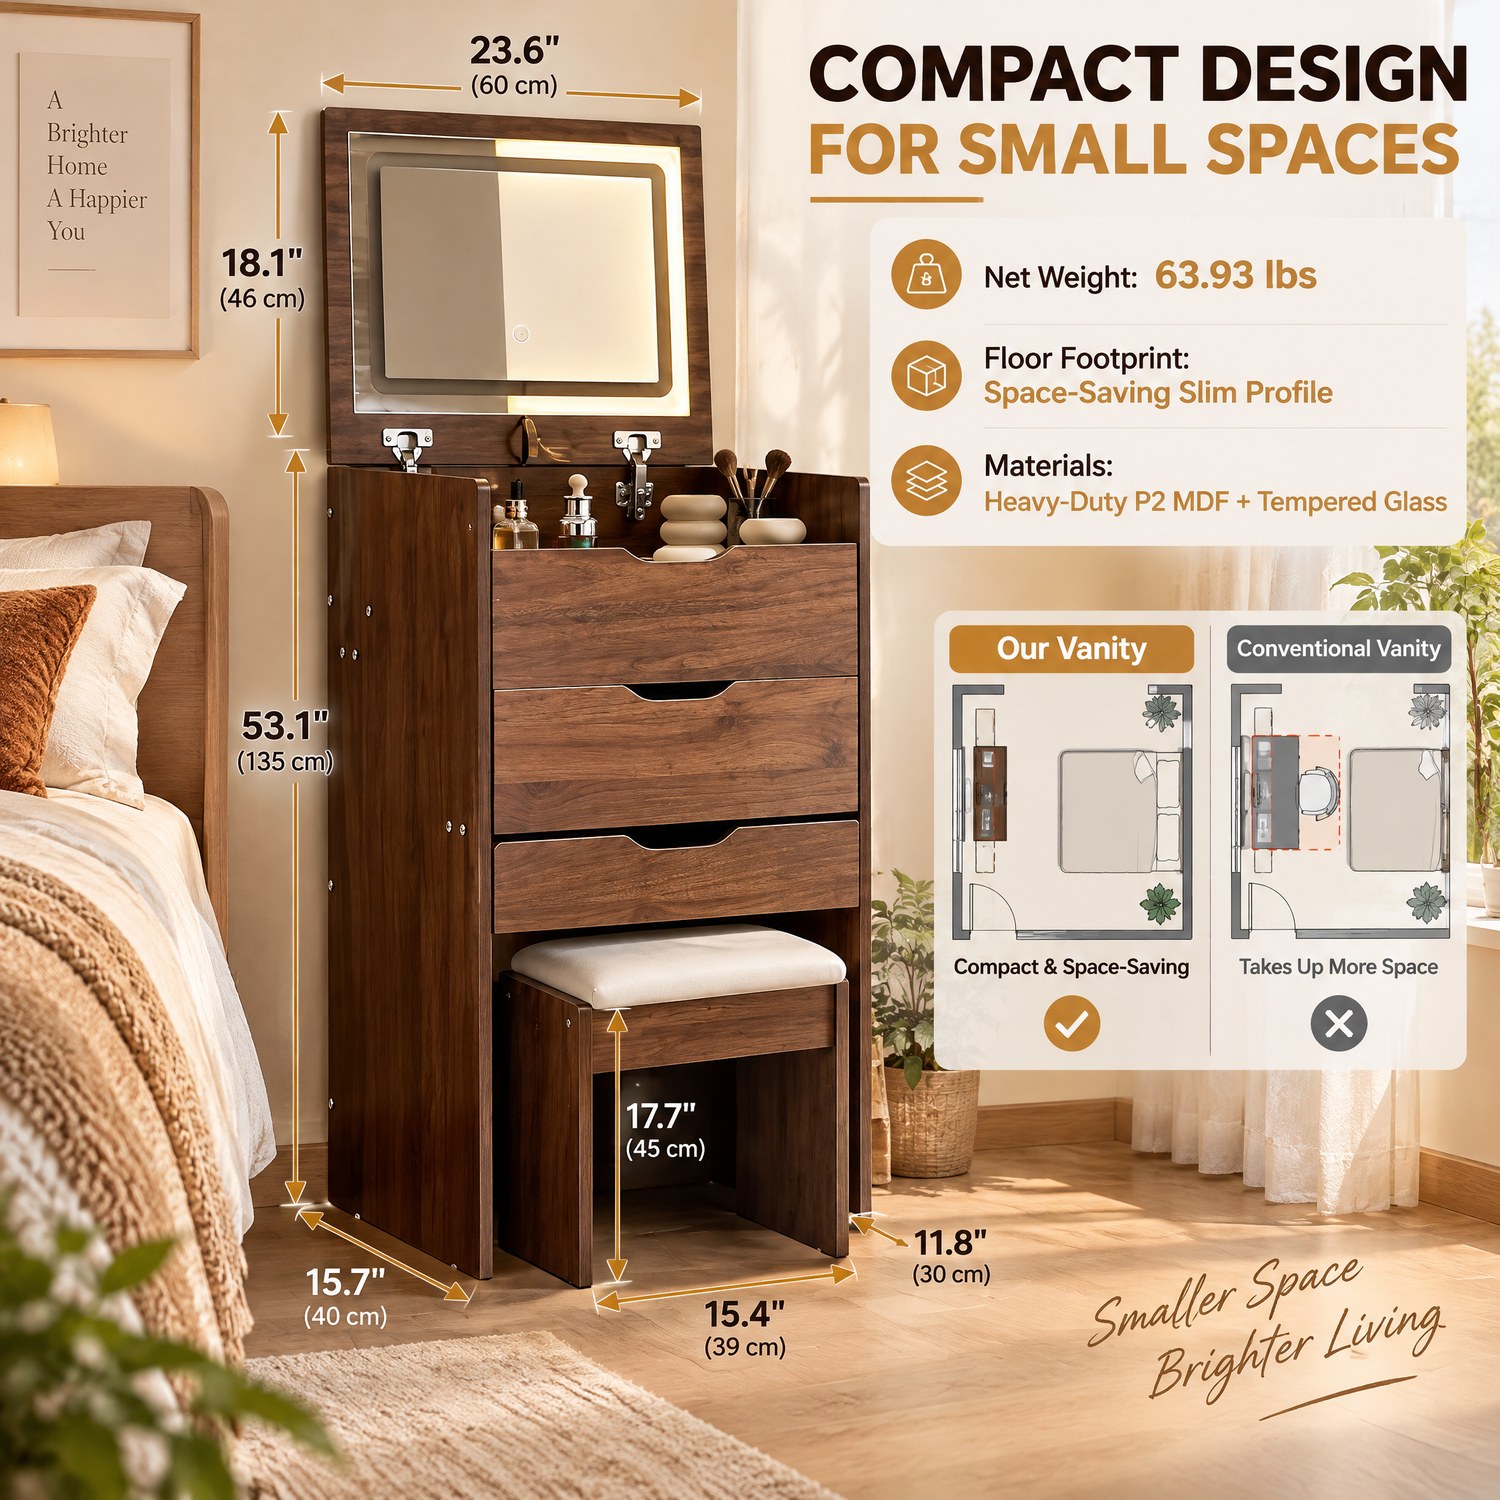 A
Brighter
Home
A Happier
You
23.6"
(60 cm)
18.1"
(46 cm)
53.1"
(135 cm)
15.7"
(40 cm)
17.7"
(45 cm)
15.4"
(39 cm)
11.8"
(30 cm)
COMPACT DESIGN
FOR SMALL SPACES
Net Weight: 63.93 lbs
Floor Footprint:
Space-Saving Slim Profile
Materials:
Heavy-Duty P2 MDF + Tempered Glass
Our Vanity
Conventional Vanity
Compact & Space-Saving
Takes Up More Space
Smaller Space
Brighter Living